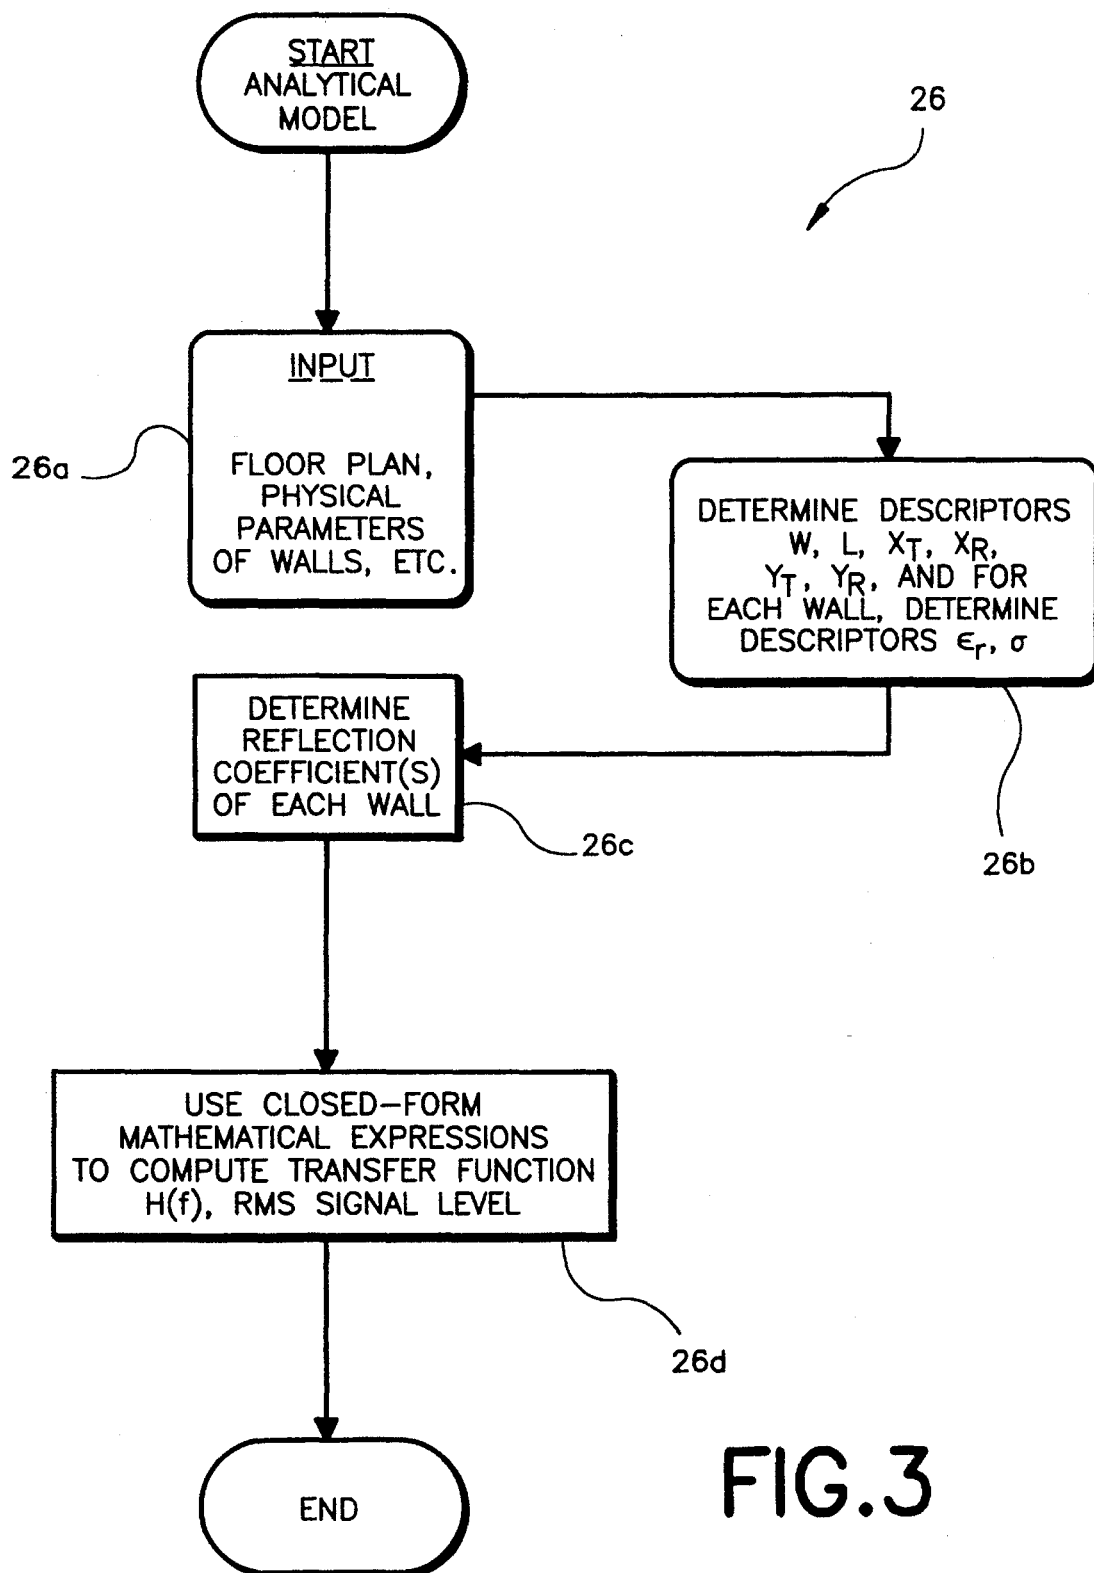 START
ANALYTICAL
MODEL
26
INPUT
FLOOR PLAN,
PHYSICAL
PARAMETERS
OF WALLS, ETC.
26a
DETERMINE DESCRIPTORS
W, L, XT, XR,
YT, YR, AND FOR
EACH WALL, DETERMINE
DESCRIPTORS ϵr, σ
26b
DETERMINE
REFLECTION
COEFFICIENT(S)
OF EACH WALL
26c
USE CLOSED-FORM
MATHEMATICAL EXPRESSIONS
TO COMPUTE TRANSFER FUNCTION
H(f), RMS SIGNAL LEVEL
26d
END
FIG.3